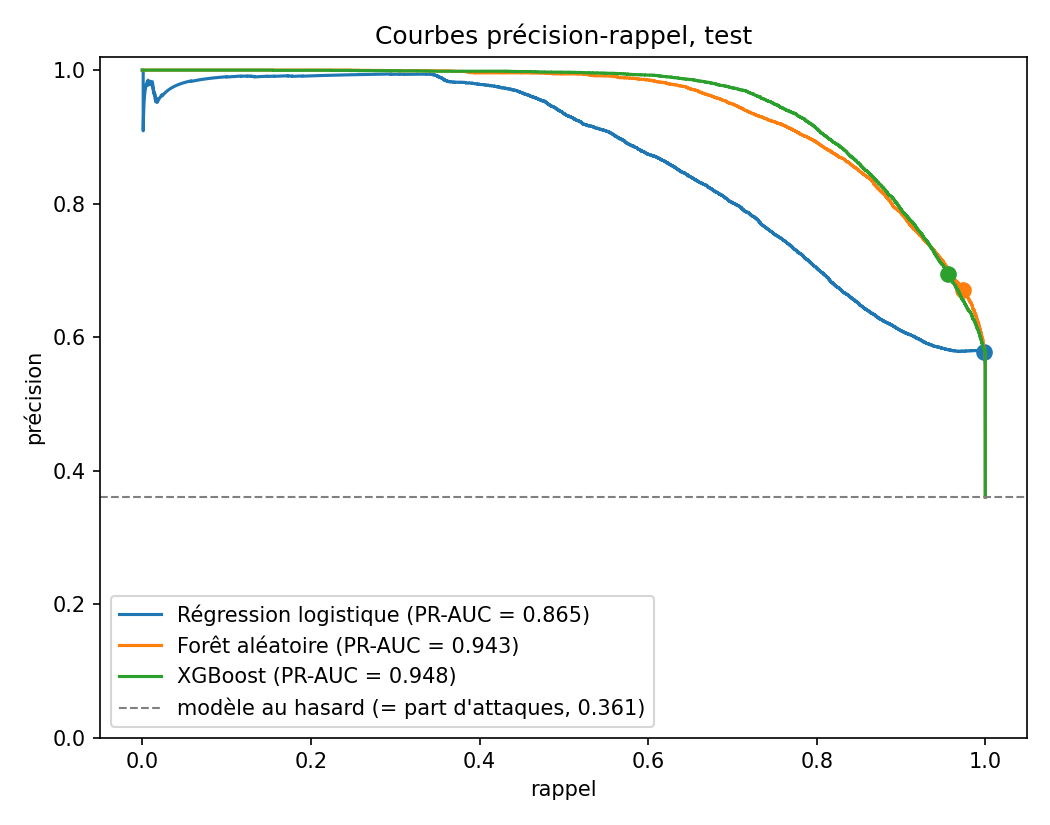 Courbes précision-rappel, test
précision
1.0
0.8
0.6
0.4
0.2
0.0
Régression logistique (PR-AUC = 0.865)
Forêt aléatoire (PR-AUC = 0.943)
XGBoost (PR-AUC = 0.948)
modèle au hasard (= part d'attaques, 0.361)
0.0 0.2 0.4 0.6 0.8 1.0
rappel